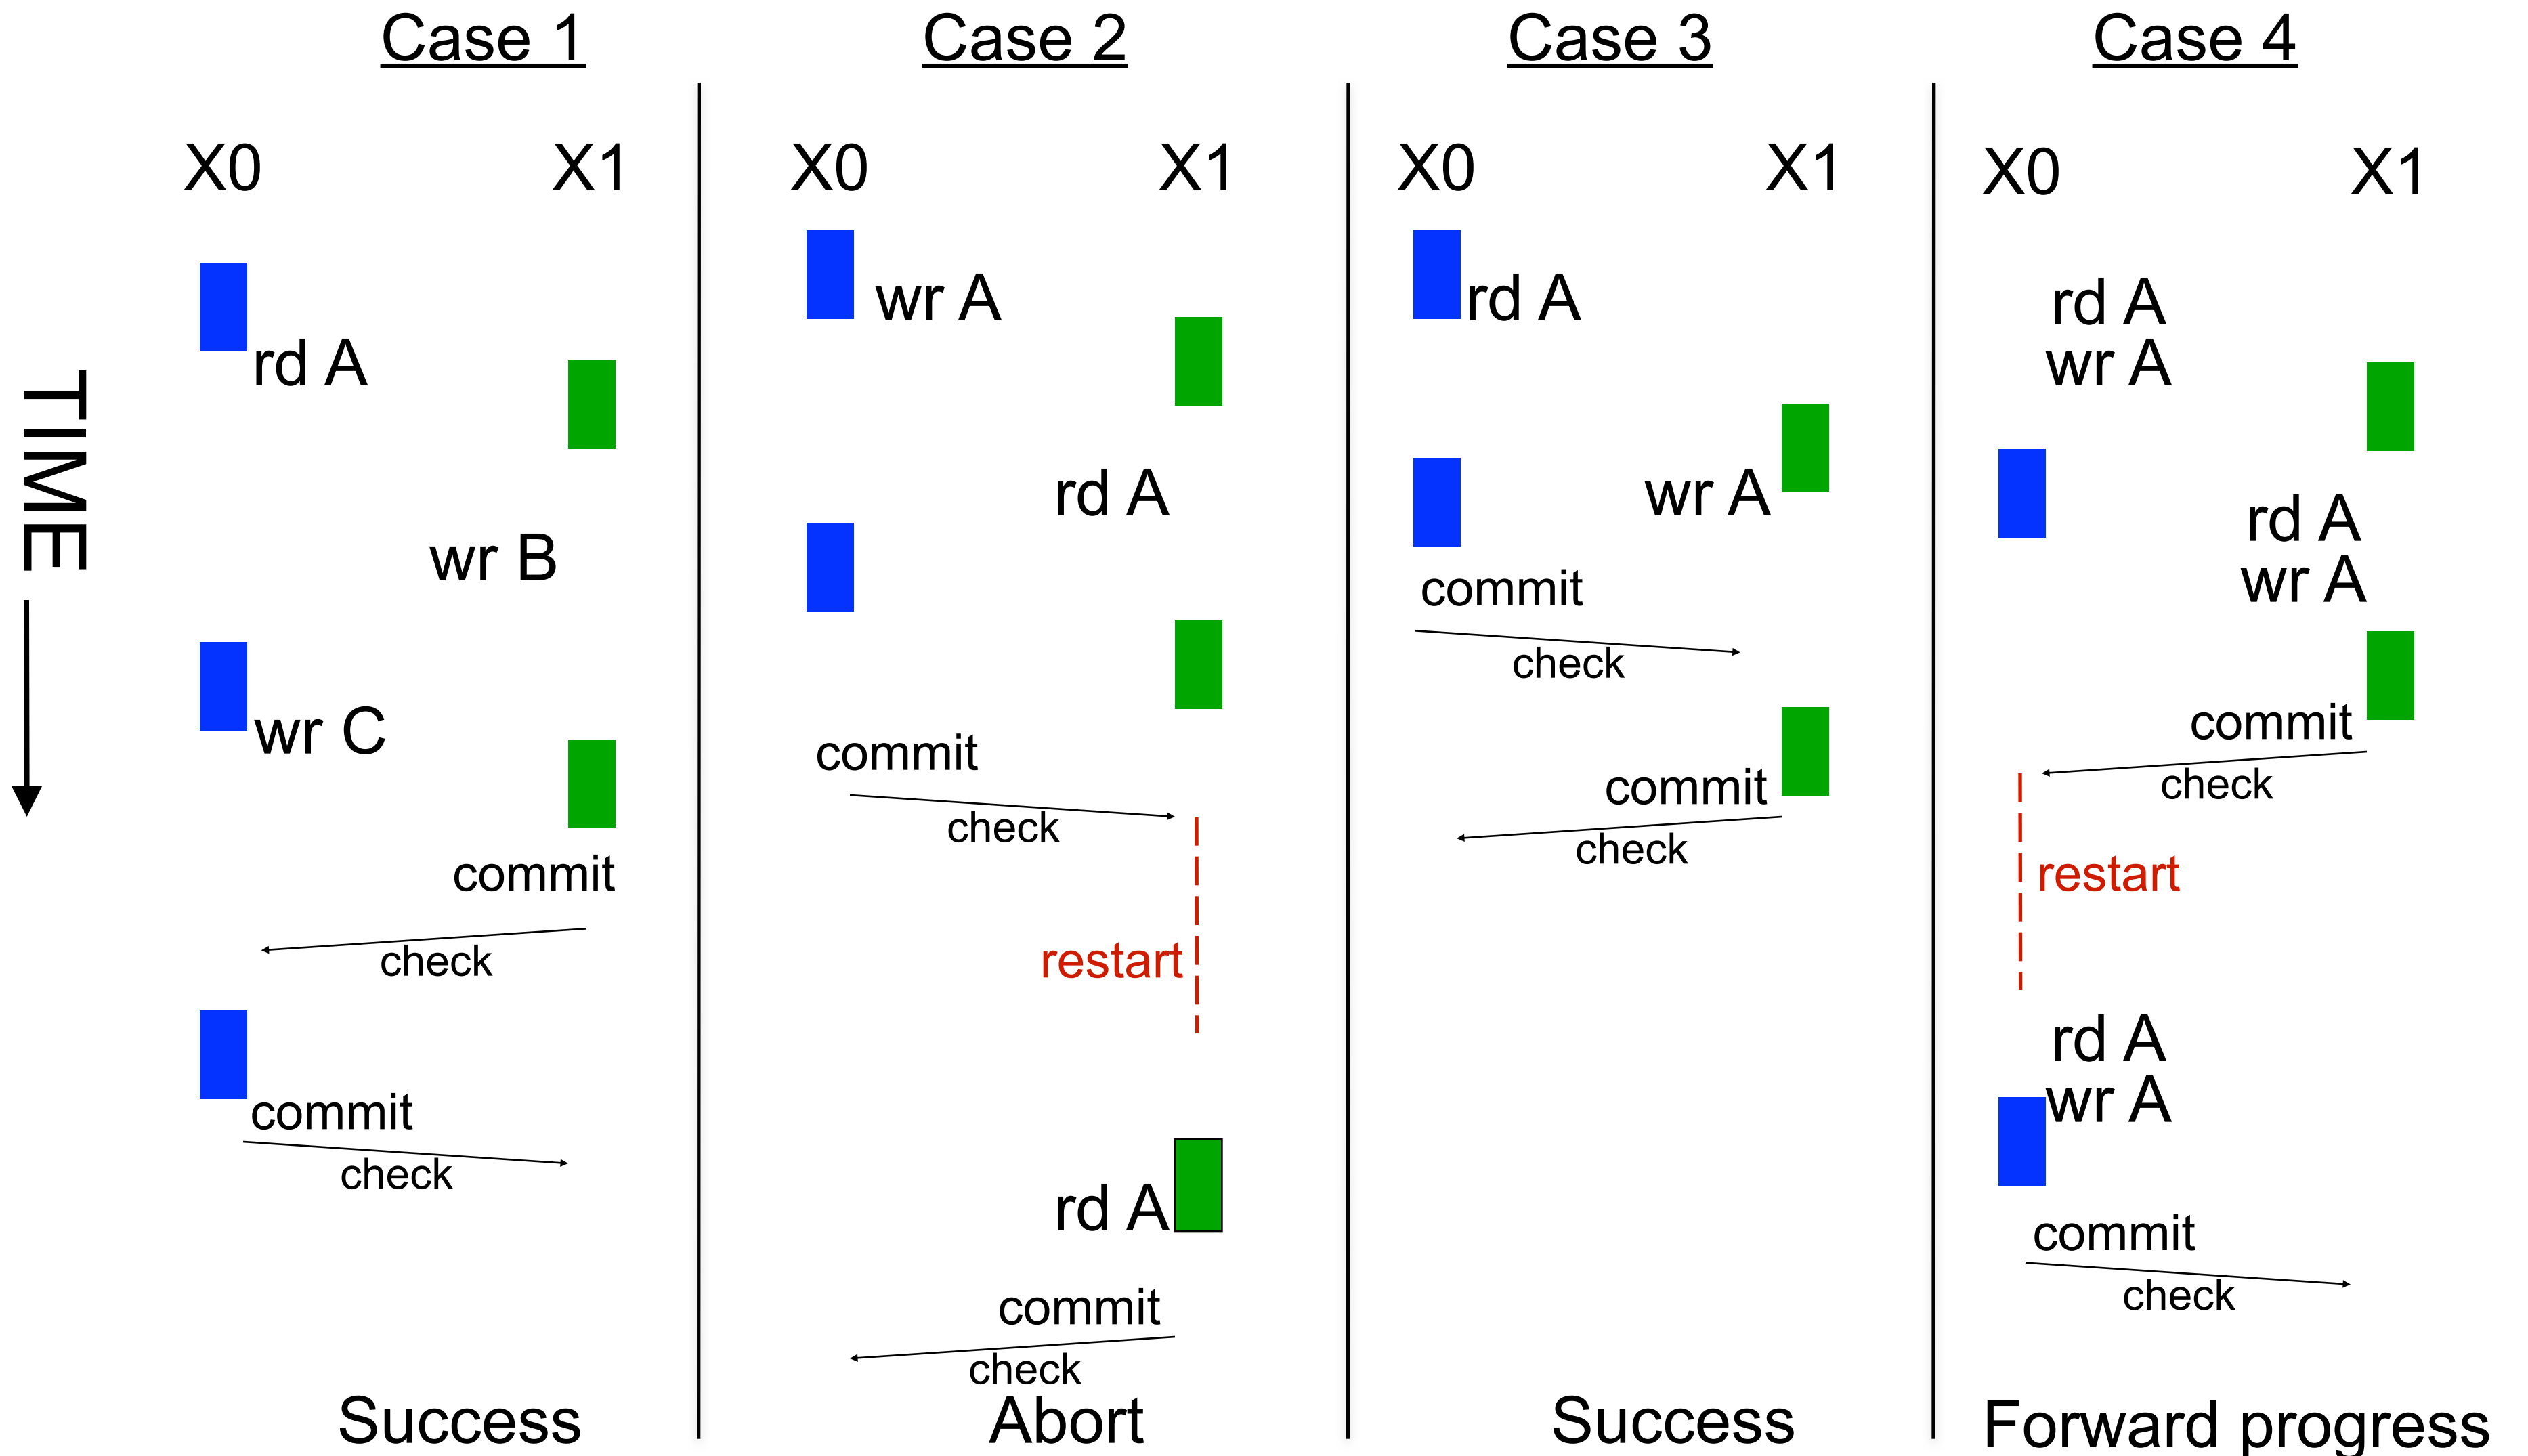 Case 1
X0
X1
rd A
wr B
wr C
commit
check
commit
check
Success
Case 2
X0
X1
wr A
rd A
commit
check
restart
rd A
commit
check
Abort
Case 3
X0
X1
rd A
wr A
commit
check
commit
check
Success
Case 4
X0
X1
rd A
wr A
rd A
wr A
commit
check
restart
rd A
wr A
commit
check
Forward progress
TIME